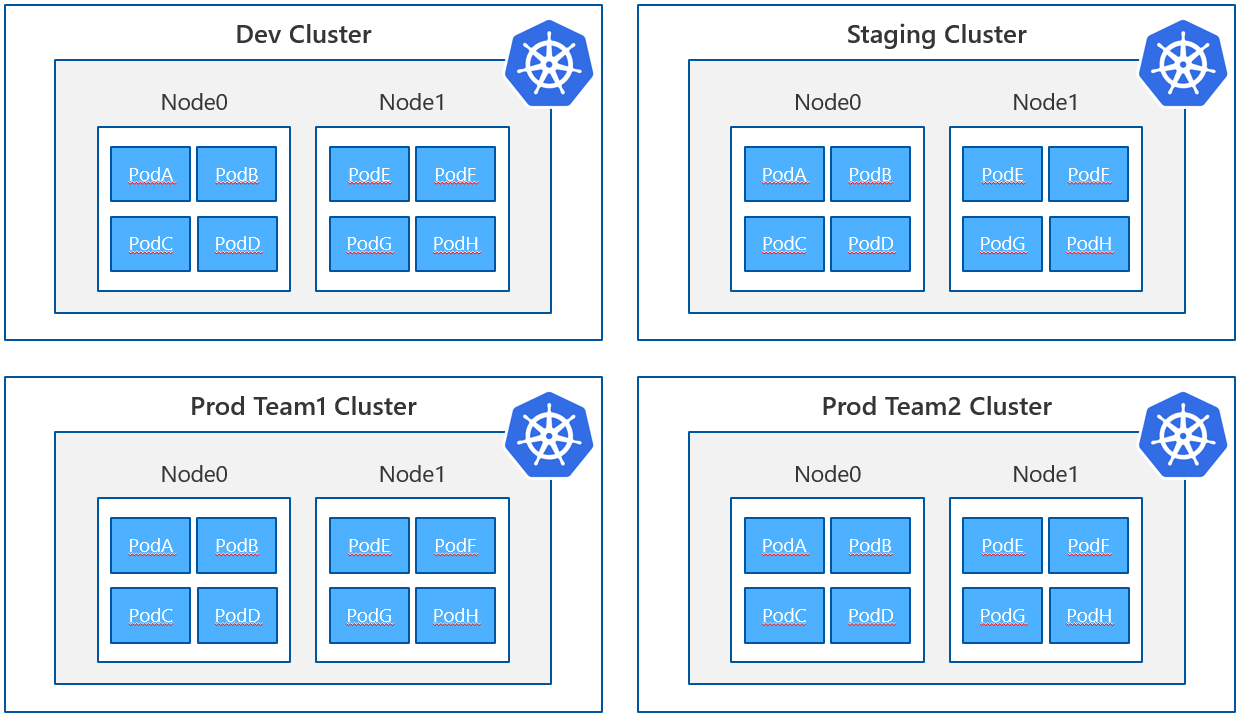 Dev Cluster
Node0
Node1
PodA PodB
PodE PodF
PodC PodD
PodG PodH
Staging Cluster
Node0
Node1
PodA PodB
PodE PodF
PodC PodD
PodG PodH
Prod Team1 Cluster
Node0
Node1
PodA PodB
PodE PodF
PodC PodD
PodG PodH
Prod Team2 Cluster
Node0
Node1
PodA PodB
PodE PodF
PodC PodD
PodG PodH